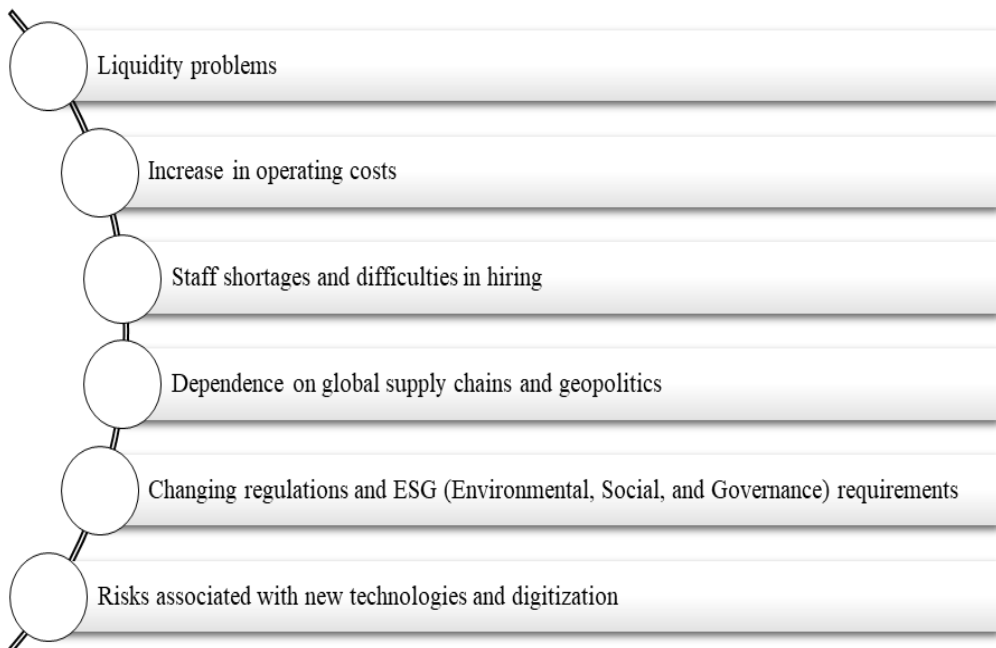 Liquidity problems
Increase in operating costs
Staff shortages and difficulties in hiring
Dependence on global supply chains and geopolitics
Changing regulations and ESG (Environmental, Social, and Governance) requirements
Risks associated with new technologies and digitization